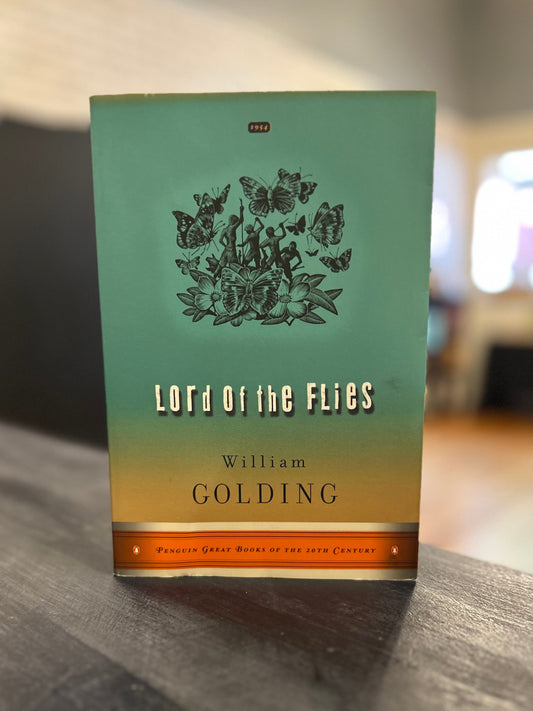 1954
Lord of the Flies
William
GOLDING
Penguin Great Books of the 20th Century